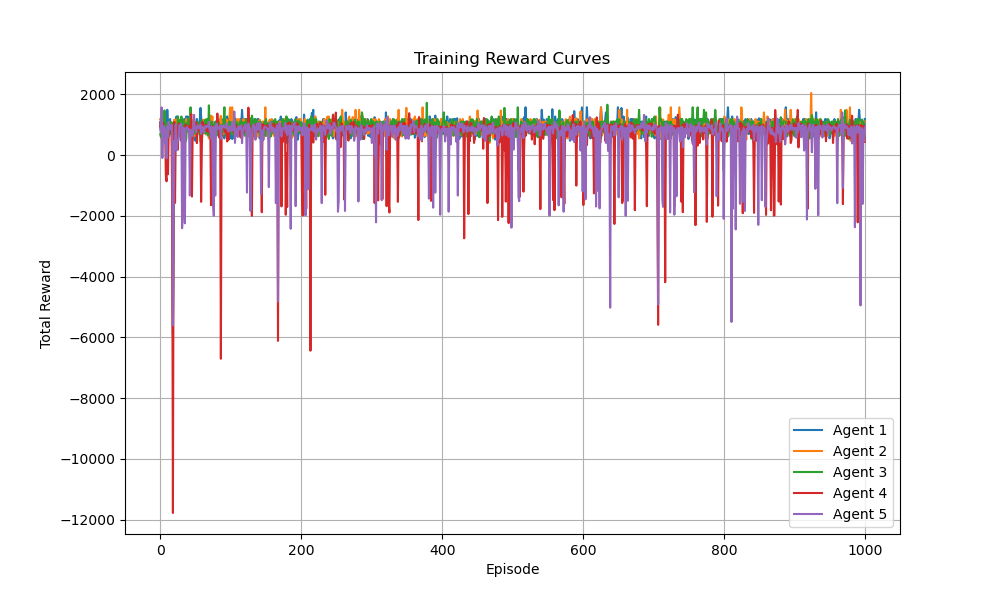 Training Reward Curves
Total Reward
2000
0
−2000
−4000
−6000
−8000
−10000
−12000
0 200 400 600 800 1000
Episode
Agent 1
Agent 2
Agent 3
Agent 4
Agent 5